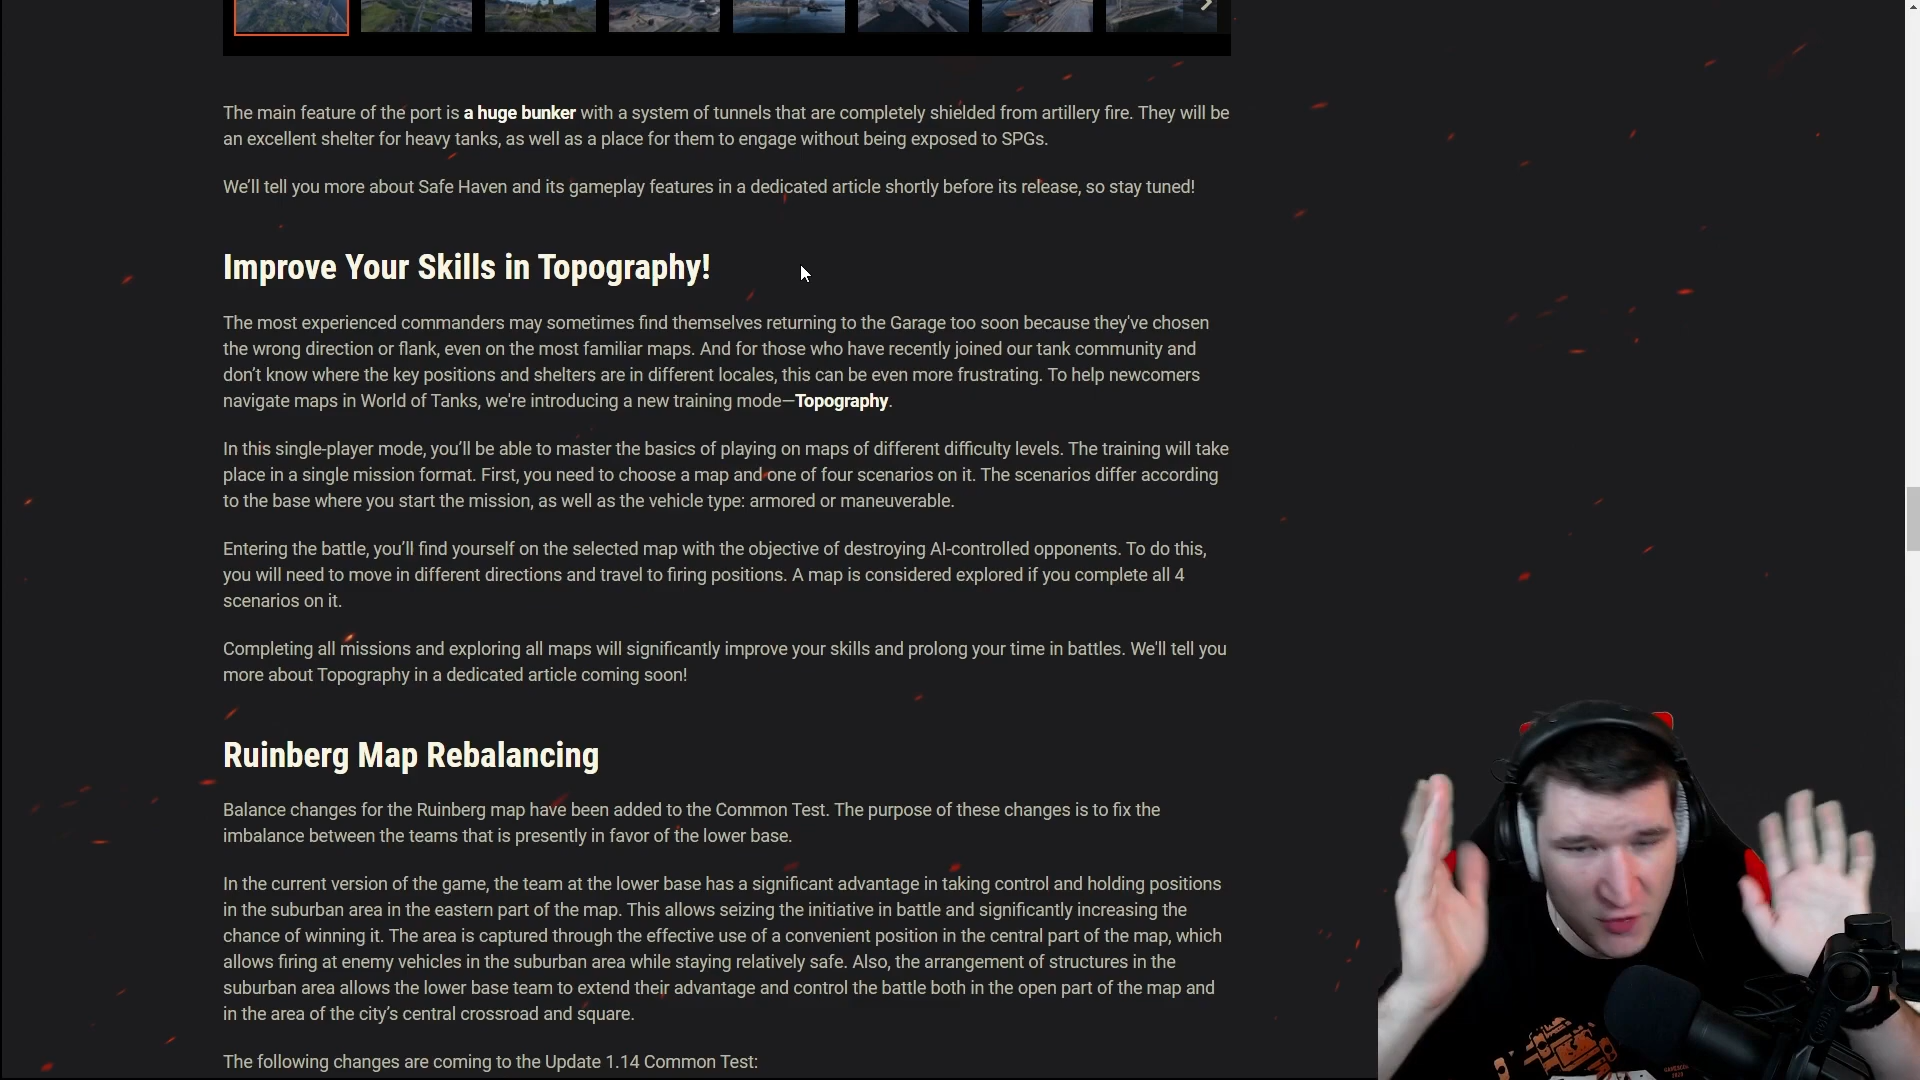 The main feature of the port is a huge bunker with a system of tunnels that are completely shielded from artillery fire. They will be
an excellent shelter for heavy tanks, as well as a place for them to engage without being exposed to SPGs.
We’ll tell you more about Safe Haven and its gameplay features in a dedicated article shortly before its release, so stay tuned!
Improve Your Skills in Topography!
The most experienced commanders may sometimes find themselves returning to the Garage too soon because they've chosen
the wrong direction or flank, even on the most familiar maps. And for those who have recently joined our tank community and
don’t know where the key positions and shelters are in different locales, this can be even more frustrating. To help newcomers
navigate maps in World of Tanks, we're introducing a new training mode—Topography.
In this single-player mode, you’ll be able to master the basics of playing on maps of different difficulty levels. The training will take
place in a single mission format. First, you need to choose a map and one of four scenarios on it. The scenarios differ according
to the base where you start the mission, as well as the vehicle type: armored or maneuverable.
Entering the battle, you’ll find yourself on the selected map with the objective of destroying AI-controlled opponents. To do this,
you will need to move in different directions and travel to firing positions. A map is considered explored if you complete all 4
scenarios on it.
Completing all missions and exploring all maps will significantly improve your skills and prolong your time in battles. We'll tell you
more about Topography in a dedicated article coming soon!
Ruinberg Map Rebalancing
Balance changes for the Ruinberg map have been added to the Common Test. The purpose of these changes is to fix the
imbalance between the teams that is presently in favor of the lower base.
In the current version of the game, the team at the lower base has a significant advantage in taking control and holding positions
in the suburban area in the eastern part of the map. This allows seizing the initiative in battle and significantly increasing the
chance of winning it. The area is captured through the effective use of a convenient position in the central part of the map, which
allows firing at enemy vehicles in the suburban area while staying relatively safe. Also, the arrangement of structures in the
suburban area allows the lower base team to extend their advantage and control the battle both in the open part of the map and
in the area of the city’s central crossroad and square.
The following changes are coming to the Update 1.14 Common Test: